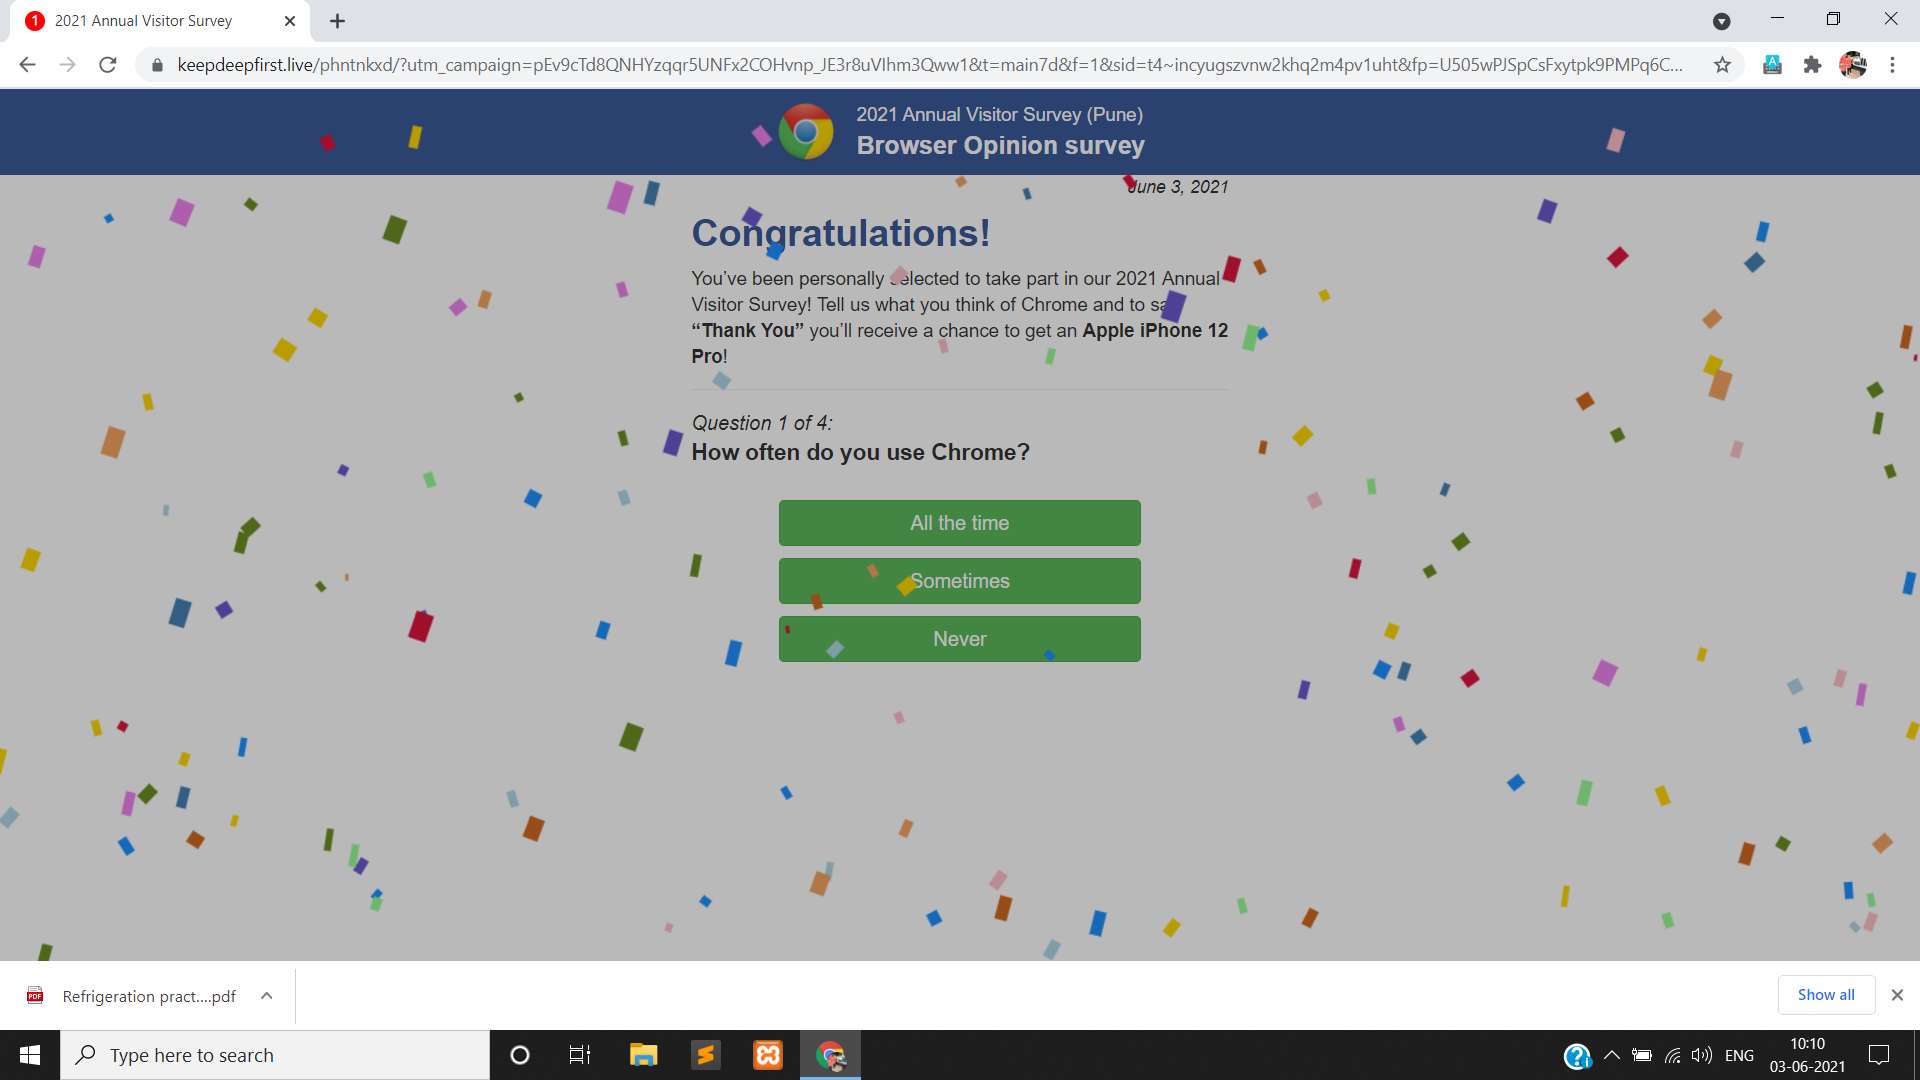 1 2021 Annual Visitor Survey
keepdeepfirst.live/phntnkxd/?utm_campaign=pEv9cTd8QNHYzqqr5UNFx2COHvnp_JE3r8uVIhm3Qww1&t=main7d&f=1&sid=t4~incyugszvnw2khq2m4pv1uht&fp=U505wPJSpCsFxytpk9PMPq6C...
2021 Annual Visitor Survey (Pune)
Browser Opinion survey
June 3, 2021
Congratulations!
You’ve been personally selected to take part in our 2021 Annual
Visitor Survey! Tell us what you think of Chrome and to say
“Thank You” you’ll receive a chance to get an Apple iPhone 12
Pro!
Question 1 of 4:
How often do you use Chrome?
All the time
Sometimes
Never
Refrigeration pract....pdf
Show all
Type here to search
ENG
10:10
03-06-2021